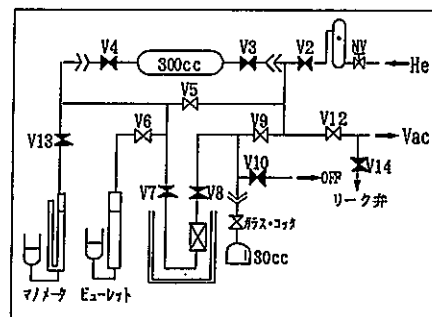 V4
300cc
V3
V2
NV
He
V5
V13
V6
V9
V12
Vac
V10
OFF
V14
リーク弁
V7
V8
ガラス・コック
30cc
マノメータ
ビューレット